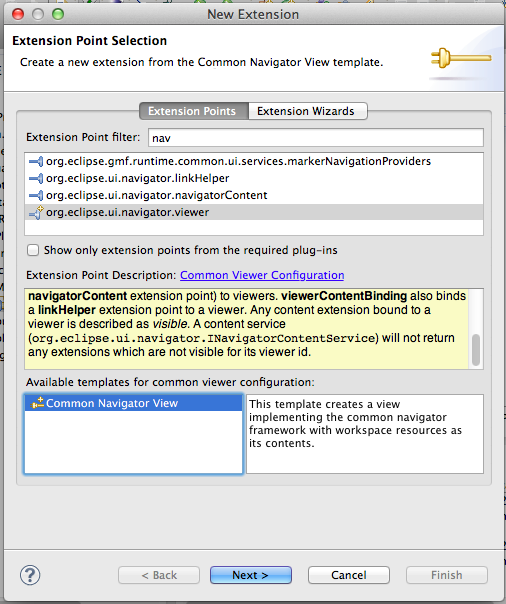 New Extension
Extension Point Selection
Create a new extension from the Common Navigator View template.
Extension Points
Extension Wizards
Extension Point filter: nav
org.eclipse.gmf.runtime.common.ui.services.markerNavigationProviders
org.eclipse.ui.navigator.linkHelper
org.eclipse.ui.navigator.navigatorContent
org.eclipse.ui.navigator.viewer
Show only extension points from the required plug-ins
Extension Point Description: Common Viewer Configuration
navigatorContent extension point) to viewers. viewerContentBinding also binds
a linkHelper extension point to a viewer. Any content extension bound to a
viewer is described as visible. A content service
(org.eclipse.ui.navigator.INavigatorContentService) will not return
any extensions which are not visible for its viewer id.
Available templates for common viewer configuration:
Common Navigator View
This template creates a view
implementing the common navigator
framework with workspace resources as
its contents.
?
< Back
Next >
Cancel
Finish